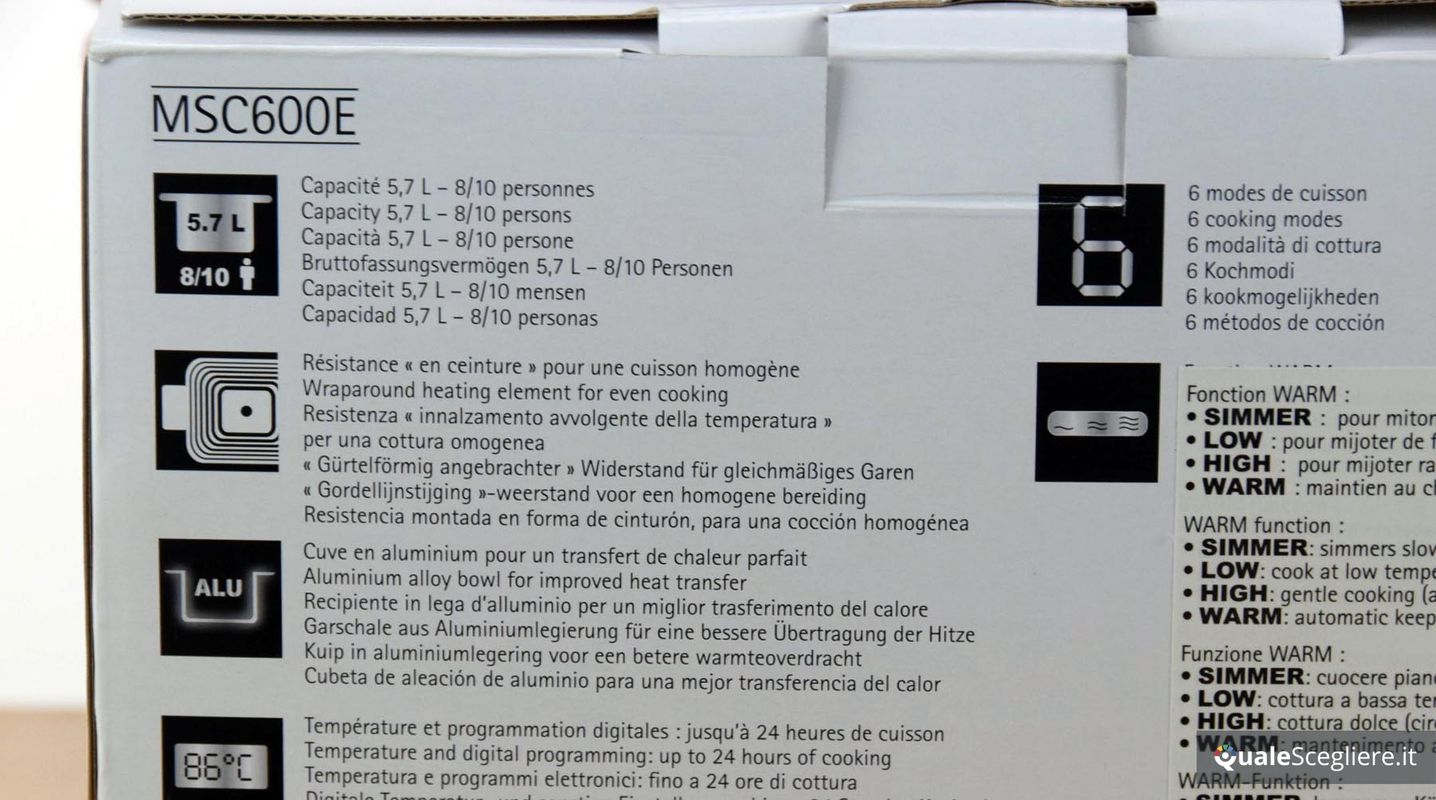 MSC600E
5.7 L
8/10
Capacité 5,7 L – 8/10 personnes
Capacity 5,7 L – 8/10 persons
Capacità 5,7 L – 8/10 persone
Bruttofassungsvermögen 5,7 L – 8/10 Personen
Capaciteit 5,7 L – 8/10 mensen
Capacidad 5,7 L – 8/10 personas
Résistance « en ceinture » pour une cuisson homogène
Wraparound heating element for even cooking
Resistenza « innalzamento avvolgente della temperatura »
per una cottura omogenea
« Gürtelförmig angebrachter » Widerstand für gleichmäßiges Garen
« Gordellijnstijging »-weerstand voor een homogene bereiding
Resistencia montada en forma de cinturón, para una cocción homogénea
ALU
Cuve en aluminium pour un transfert de chaleur parfait
Aluminium alloy bowl for improved heat transfer
Recipiente in lega d'alluminio per un miglior trasferimento del calore
Garschale aus Aluminiumlegierung für eine bessere Übertragung der Hitze
Kuip in aluminiumlegering voor een betere warmteoverdracht
Cubeta de aleación de aluminio para una mejor transferencia del calor
86°C
Température et programmation digitales : jusqu'à 24 heures de cuisson
Temperature and digital programming: up to 24 hours of cooking
Temperatura e programmi elettronici: fino a 24 ore di cottura
6
6 modes de cuisson
6 cooking modes
6 modalità di cottura
6 Kochmodi
6 kookmogelijkheden
6 métodos de cocción
Fonction WARM :
• SIMMER : pour mitor
• LOW : pour mijoter de f
• HIGH : pour mijoter ra
• WARM : maintien au ch
WARM function :
• SIMMER: simmers slow
• LOW: cook at low tempe
• HIGH: gentle cooking (a
• WARM: automatic keep
Funzione WARM :
• SIMMER: cuocere piano
• LOW: cottura a bassa ter
• HIGH: cottura dolce (circ
• WARM: mantenimento a
WARM-Funktion :
QualeScegliere.it